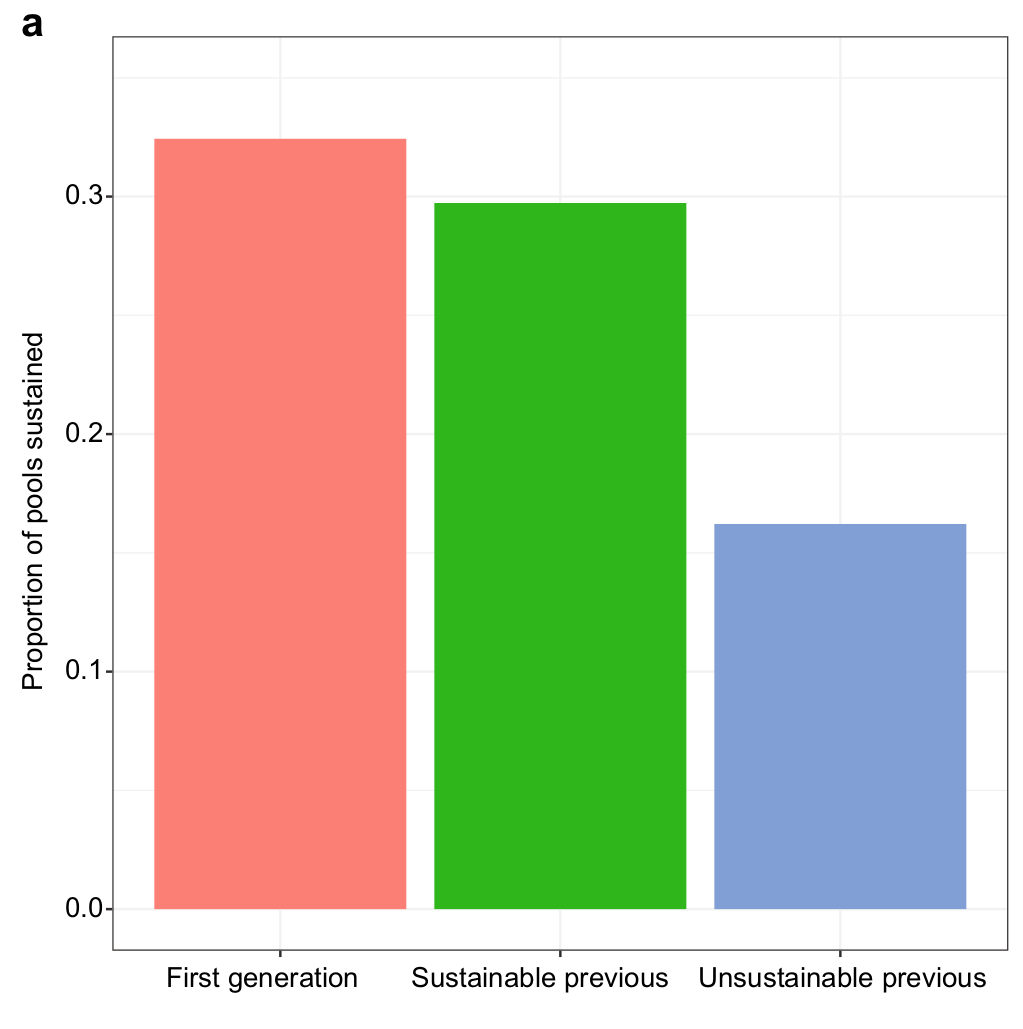 a
Proportion of pools sustained
0.3
0.2
0.1
0.0
First generation
Sustainable previous
Unsustainable previous